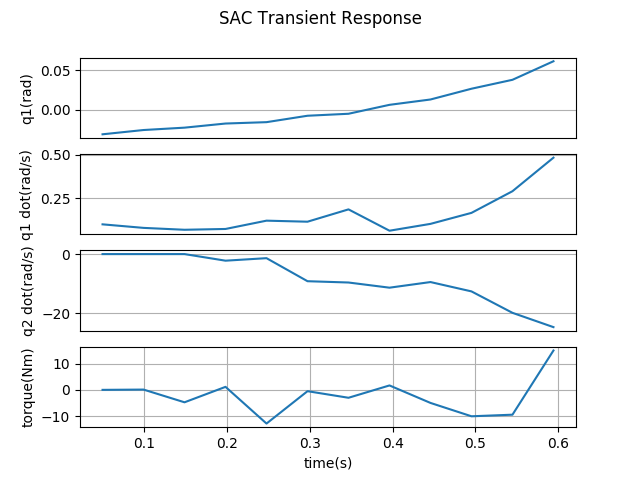 SAC Transient Response
q1(rad)
0.05
0.00
q1 dot(rad/s)
0.50
0.25
q2 dot(rad/s)
0
−20
torque(Nm)
10
0
−10
0.1 0.2 0.3 0.4 0.5 0.6
time(s)